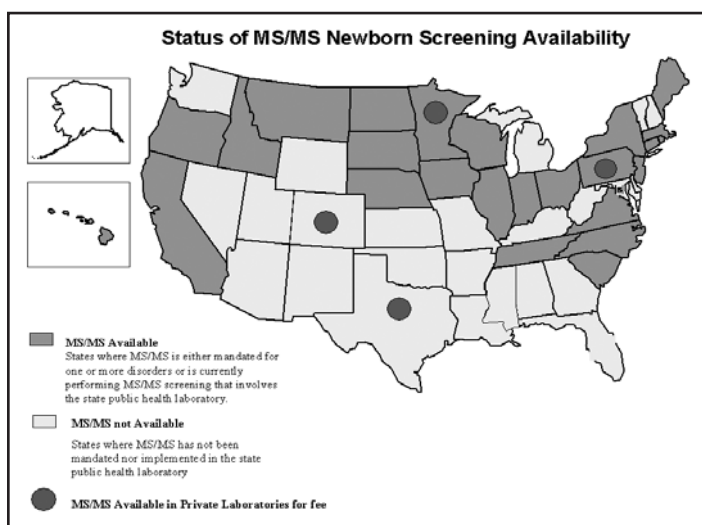 Status of MS/MS Newborn Screening Availability
MS/MS Available
States where MS/MS is either mandated for
one or more disorders or is currently
performing MS/MS screening that involves
the state public health laboratory.
MS/MS not Available
States where MS/MS has not been
mandated nor implemented in the state
public health laboratory
MS/MS Available in Private Laboratories for fee